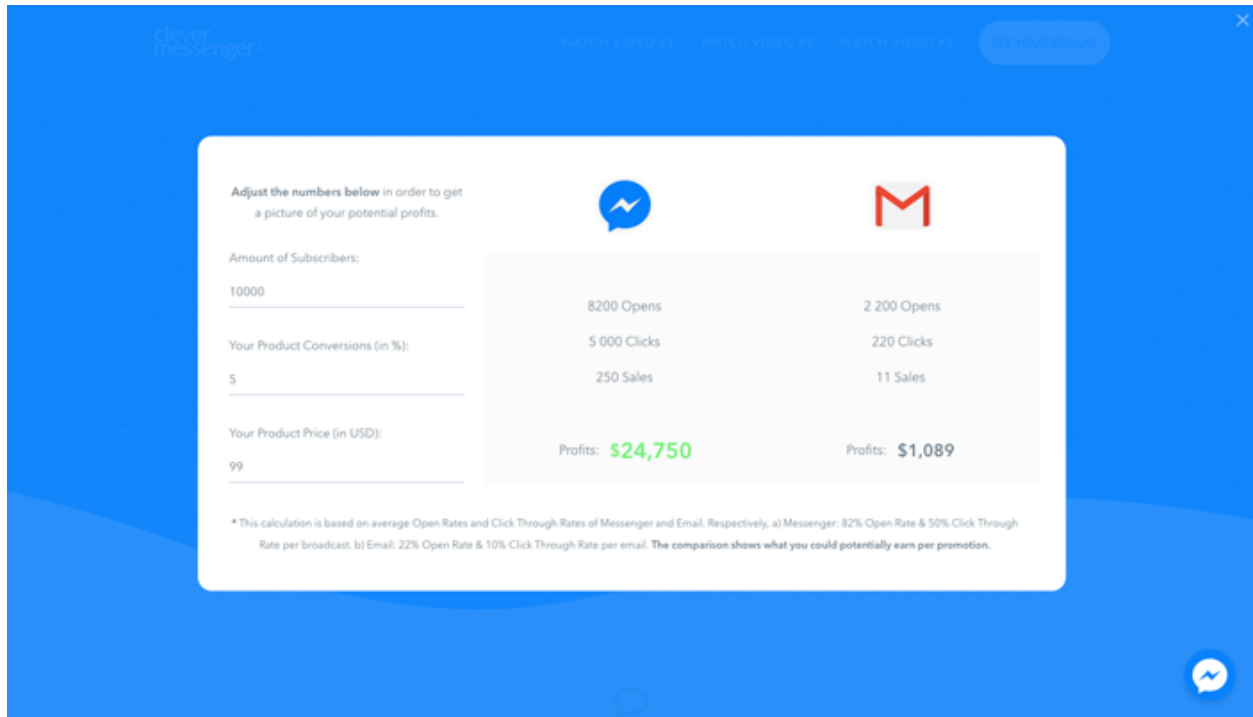 clever
messenger
WATCH VIDEO #1 WATCH VIDEO #2 WATCH VIDEO #3 SEE YOUR BONUS!
Adjust the numbers below in order to get
a picture of your potential profits.
Amount of Subscribers:
10000
Your Product Conversions (in %):
5
Your Product Price (in USD):
99
8200 Opens
5 000 Clicks
250 Sales
Profits: $24,750
2 200 Opens
220 Clicks
11 Sales
Profits: $1,089
* This calculation is based on average Open Rates and Click Through Rates of Messenger and Email. Respectively, a) Messenger: 82% Open Rate & 50% Click Through
Rate per broadcast. b) Email: 22% Open Rate & 10% Click Through Rate per email. The comparison shows what you could potentially earn per promotion.